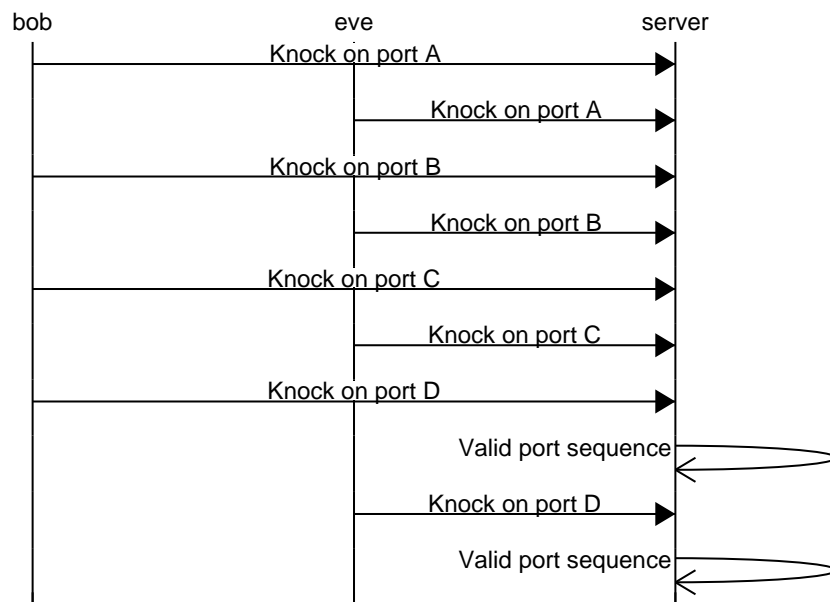 bob eve server
Knock on port A
Knock on port A
Knock on port B
Knock on port B
Knock on port C
Knock on port C
Knock on port D
Valid port sequence
Knock on port D
Valid port sequence